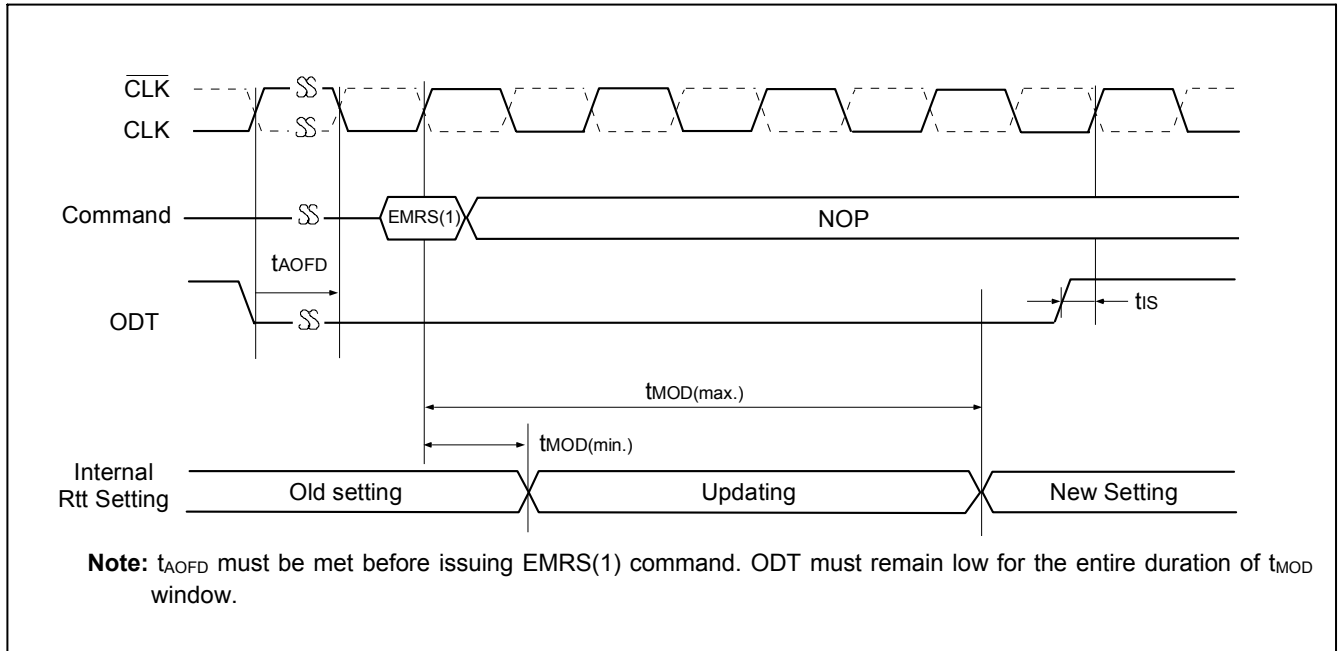 CLK
CLK
Command
EMRS(1)
NOP
tAOFD
ODT
tIS
tMOD(max.)
tMOD(min.)
Internal
Rtt Setting
Old setting
Updating
New Setting
Note: tAOFD must be met before issuing EMRS(1) command. ODT must remain low for the entire duration of tMOD
window.